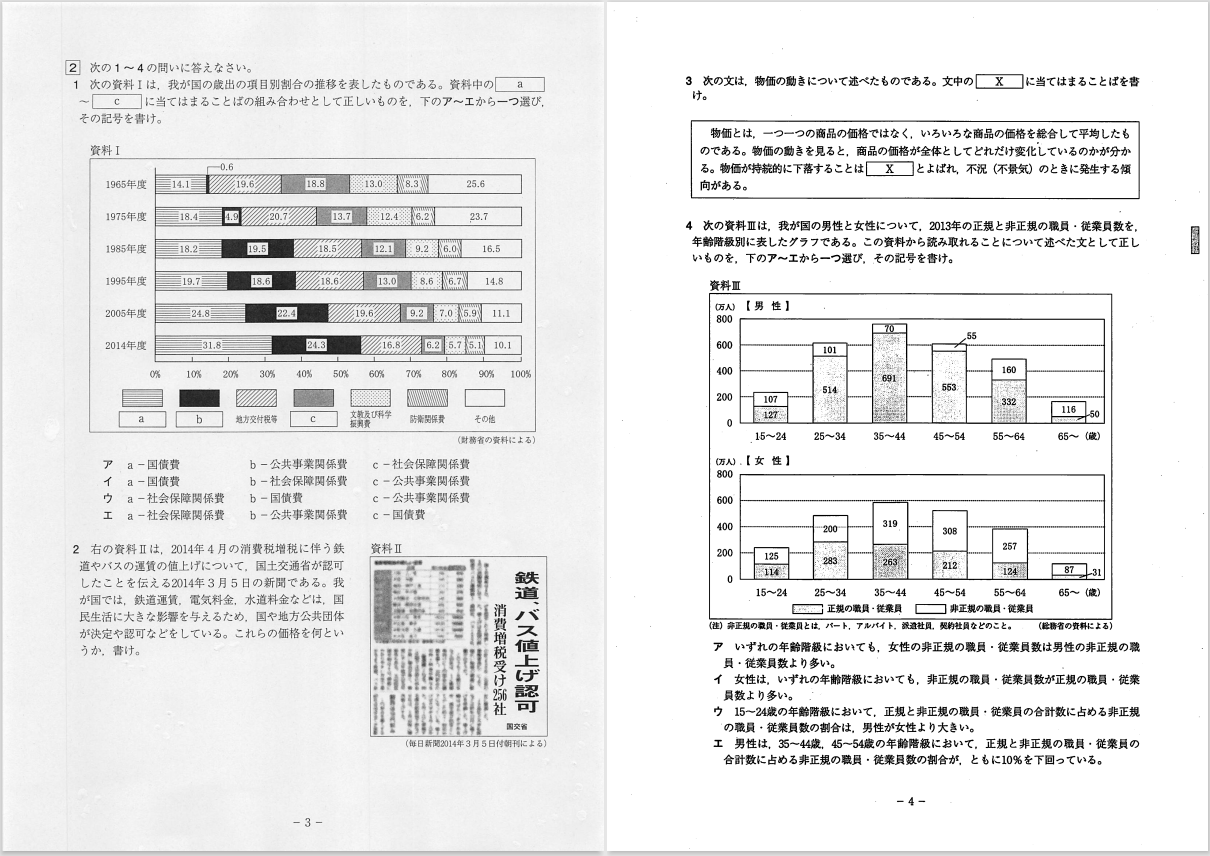 2 次の1〜4の問いに答えなさい。
1 次の資料Ⅰは，我が国の歳出の項目別割合の推移を表したものである。資料中の a
〜 c に当てはまることばの組み合わせとして正しいものを，下のア〜エから一つ選び，
その記号を書け。
資料Ⅰ
0.6
1965年度 14.1 19.6 18.8 13.0 8.3 25.6
1975年度 18.4 4.9 20.7 13.7 12.4 6.2 23.7
1985年度 18.2 19.5 18.5 12.1 9.2 6.0 16.5
1995年度 19.7 18.6 18.6 13.0 8.6 6.7 14.8
2005年度 24.8 22.4 19.6 9.2 7.0 5.9 11.1
2014年度 31.8 24.3 16.8 6.2 5.7 5.1 10.1
0% 10% 20% 30% 40% 50% 60% 70% 80% 90% 100%
a b 地方交付税等 c 文教及び科学振興費 防衛関係費 その他
（財務省の資料による）
ア a－国債費 b－公共事業関係費 c－社会保障関係費
イ a－国債費 b－社会保障関係費 c－公共事業関係費
ウ a－社会保障関係費 b－国債費 c－公共事業関係費
エ a－社会保障関係費 b－公共事業関係費 c－国債費
2 右の資料Ⅱは，2014年4月の消費税増税に伴う鉄
道やバスの運賃の値上げについて，国土交通省が認可
したことを伝える2014年3月5日の新聞である。我
が国では，鉄道運賃，電気料金，水道料金などは，国
民生活に大きな影響を与えるため，国や地方公共団体
が決定や認可などをしている。これらの価格を何とい
うか，書け。
資料Ⅱ
鉄道、バス値上げ認可
消費増税受け256社
国交省
（毎日新聞2014年3月5日付朝刊による）
－3－
3 次の文は，物価の動きについて述べたものである。文中の X に当てはまることばを書
け。
物価とは，一つ一つの商品の価格ではなく，いろいろな商品の価格を総合して平均したも
のである。物価の動きを見ると，商品の価格が全体としてどれだけ変化しているのかが分か
る。物価が持続的に下落することは X とよばれ，不況（不景気）のときに発生する傾
向がある。
4 次の資料Ⅲは，我が国の男性と女性について，2013年の正規と非正規の職員・従業員数を，
年齢階級別に表したグラフである。この資料から読み取れることについて述べた文として正し
いものを，下のア〜エから一つ選び，その記号を書け。
資料Ⅲ
（万人）【男 性】
800
600
400
200
0
107 127
101 514
70 691
55 553
160 332
116 50
15〜24 25〜34 35〜44 45〜54 55〜64 65〜（歳）
（万人）【女 性】
800
600
400
200
0
125 114
200 283
319 263
308 212
257 124
87 31
15〜24 25〜34 35〜44 45〜54 55〜64 65〜（歳）
正規の職員・従業員 非正規の職員・従業員
（注）非正規の職員・従業員とは，パート，アルバイト，派遣社員，契約社員などのこと。 （総務省の資料による）
ア いずれの年齢階級においても，女性の非正規の職員・従業員数は男性の非正規の職
員・従業員数より多い。
イ 女性は，いずれの年齢階級においても，非正規の職員・従業員数が正規の職員・従業
員数より多い。
ウ 15〜24歳の年齢階級において，正規と非正規の職員・従業員の合計数に占める非正規
の職員・従業員数の割合は，男性が女性より大きい。
エ 男性は，35〜44歳，45〜54歳の年齢階級において，正規と非正規の職員・従業員の
合計数に占める非正規の職員・従業員数の割合が，ともに10％を下回っている。
－4－